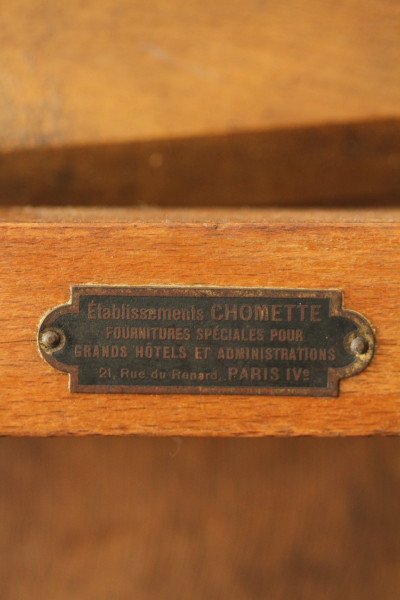 Établissements CHOMETTE
FOURNITURES SPÉCIALES POUR
GRANDS HÔTELS ET ADMINISTRATIONS
21, Rue du Renard, PARIS IVe